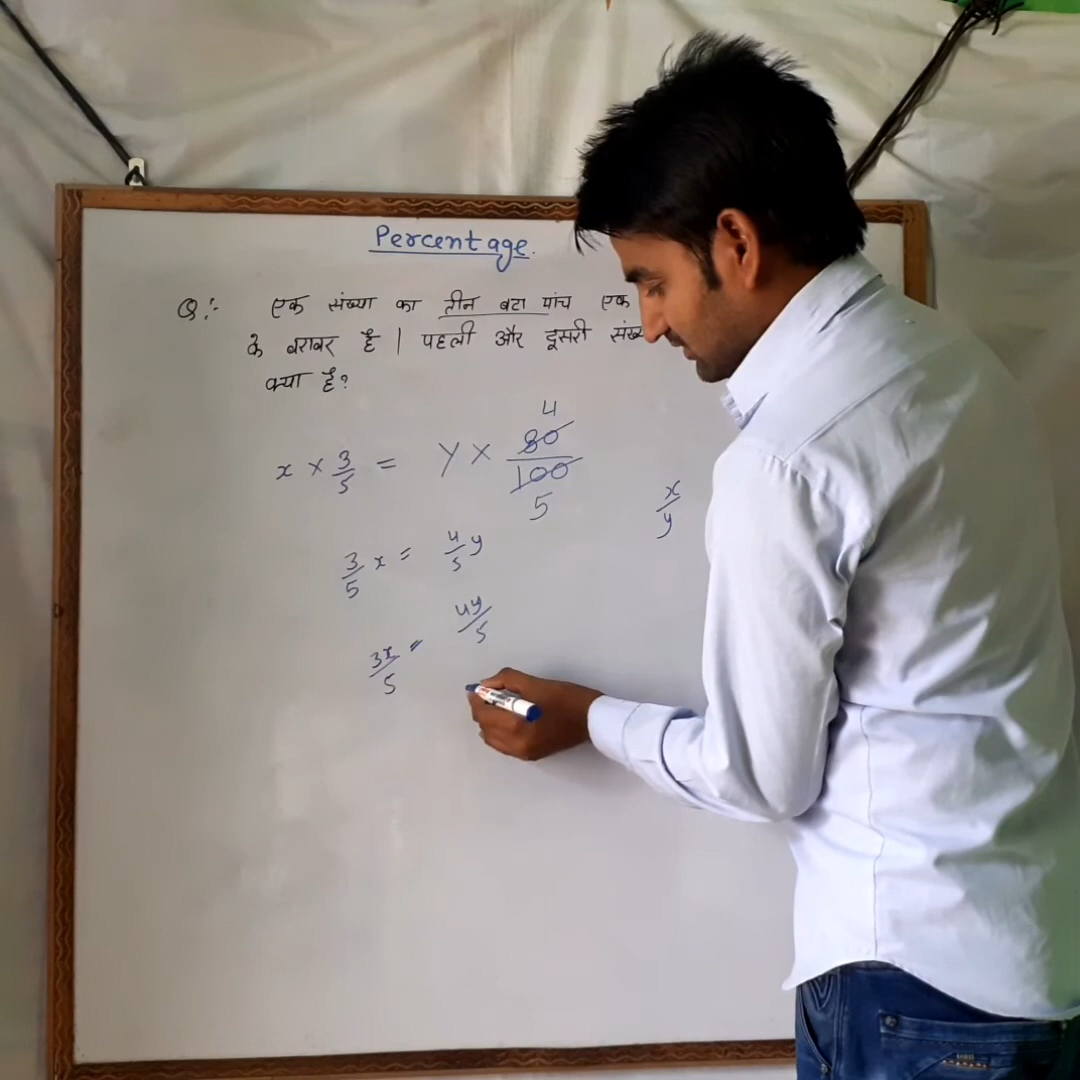 Percentage.
Q:- एक संख्या का तीन बटा पांच एक
के बराबर है | पहली और दूसरी
क्या है?
x × 3/5 = y × 80/100
4
5
x/y
3/5 x = 4/5 y
3x/5 = 4y/5